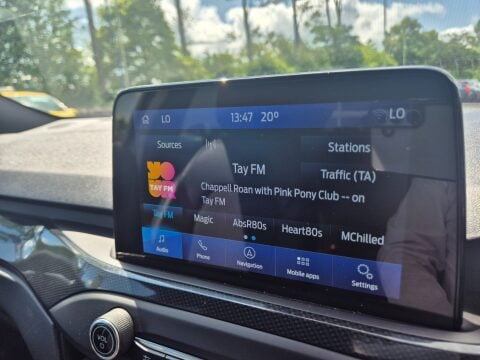 LO 13:47 20° LO
Sources Stations
Tay FM Traffic (TA)
TAY FM
Chappell Roan with Pink Pony Club -- on
Tay FM
Tay FM Magic AbsR80s Heart80s MChilled
Audio Phone Navigation Mobile apps Settings
VOL